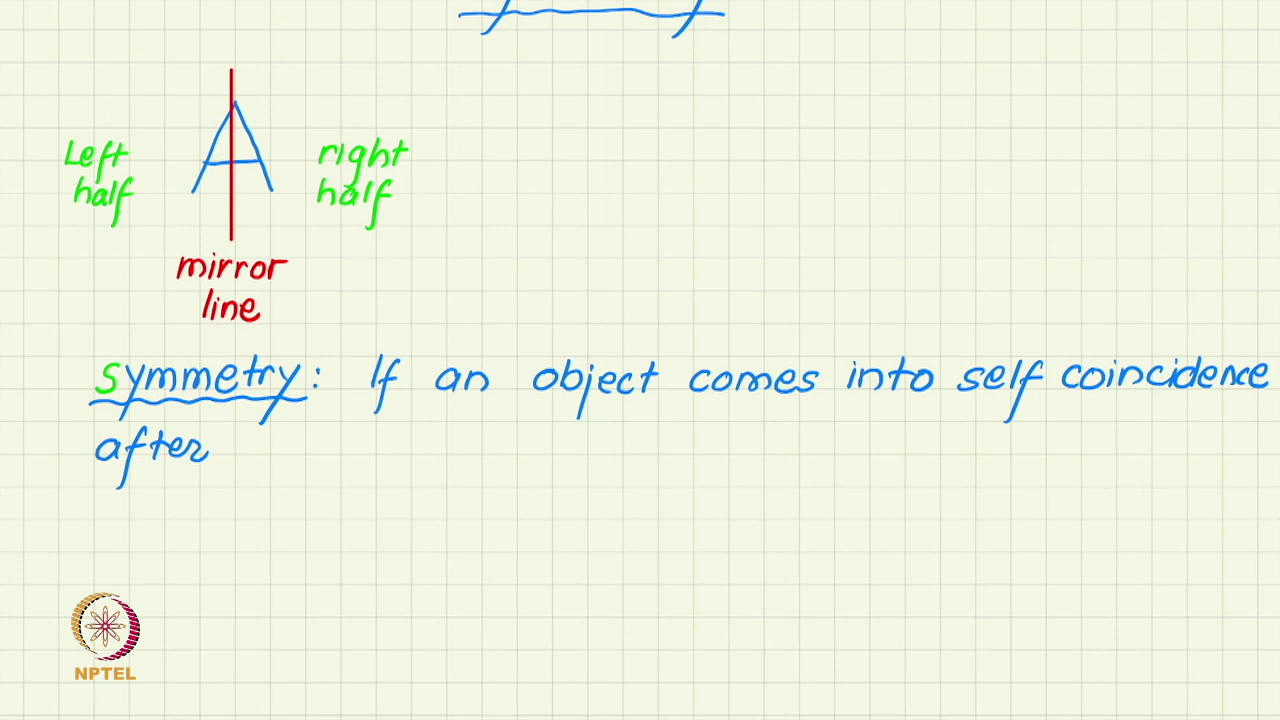 Left
half
A
right
half
mirror
line
Symmetry: If an object comes into self coincidence
after
NPTEL